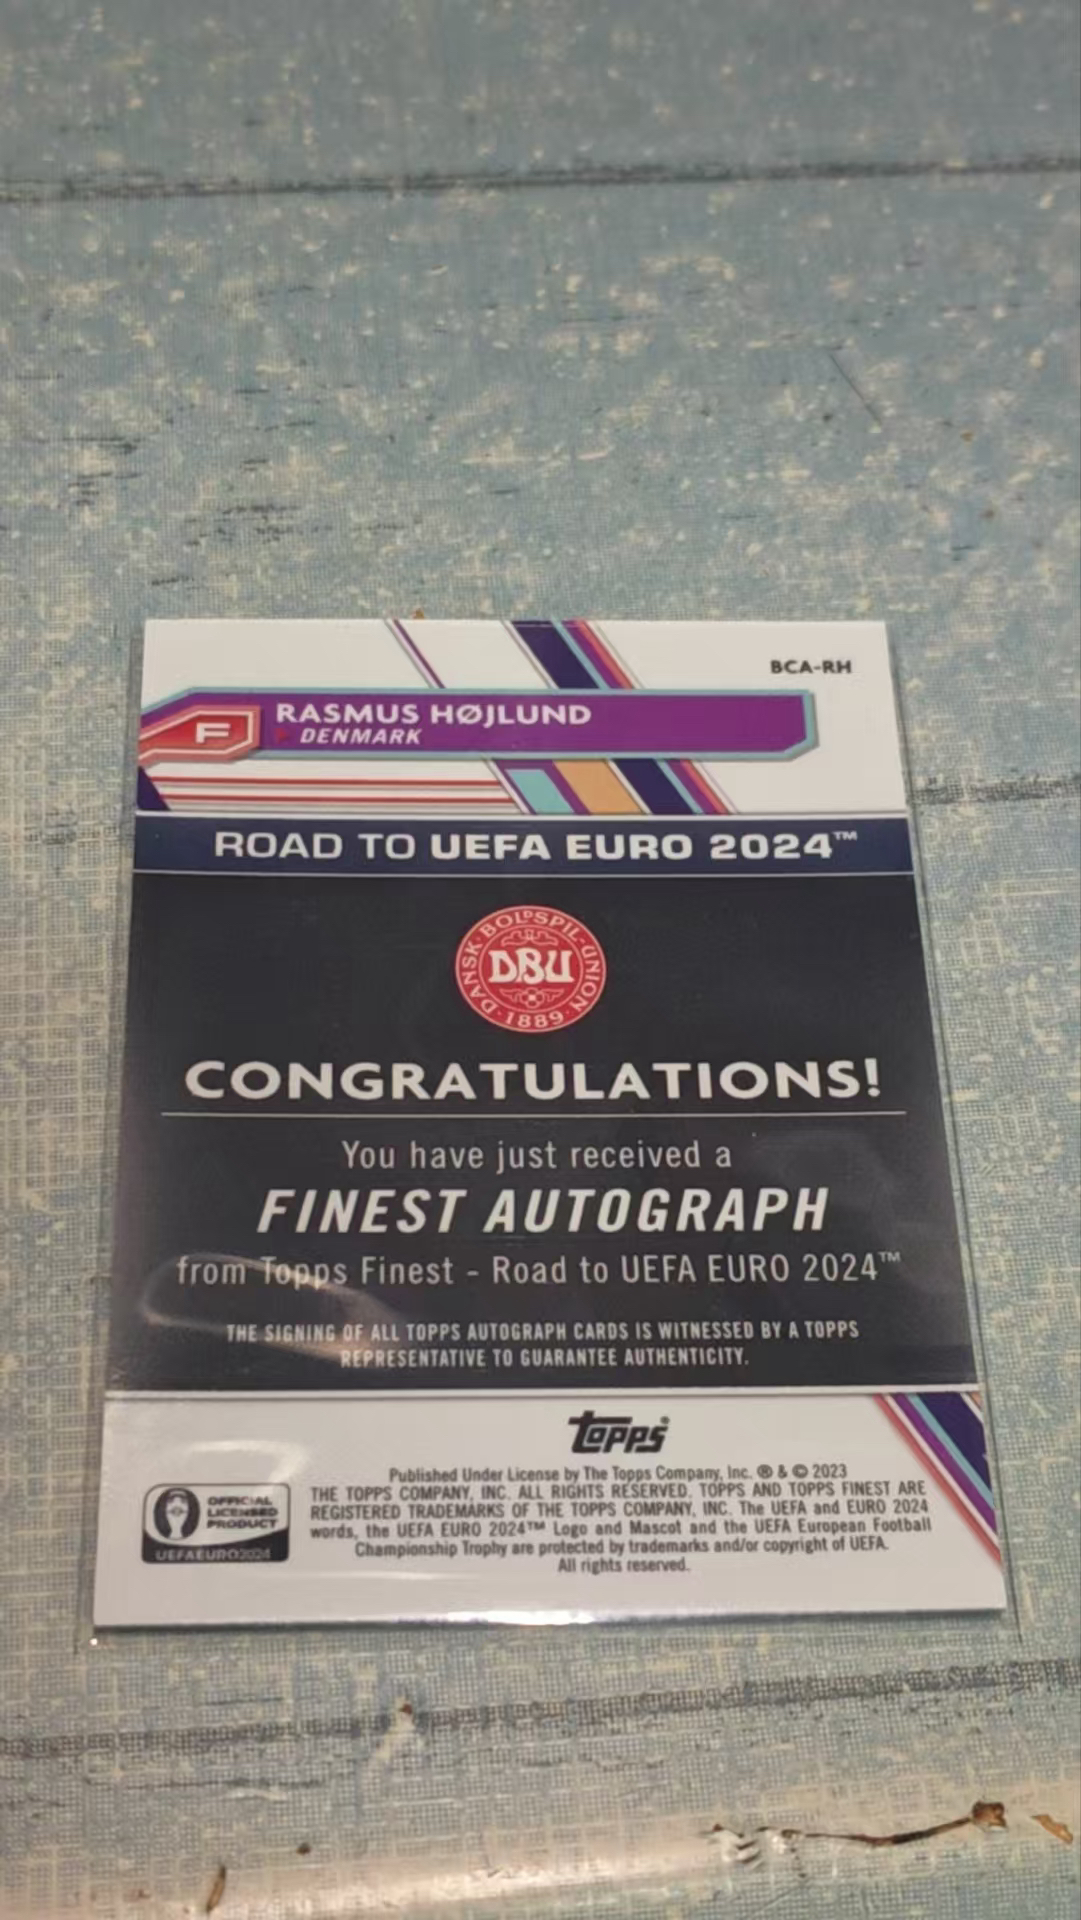 BCA-RH
F
RASMUS HØJLUND
DENMARK
ROAD TO UEFA EURO 2024™
DANSK BOLDSPIL-UNION
DBU
·1889·
CONGRATULATIONS!
You have just received a
FINEST AUTOGRAPH
from Topps Finest - Road to UEFA EURO 2024™
THE SIGNING OF ALL TOPPS AUTOGRAPH CARDS IS WITNESSED BY A TOPPS
REPRESENTATIVE TO GUARANTEE AUTHENTICITY.
topps®
Published Under License by The Topps Company, Inc. ® & © 2023
THE TOPPS COMPANY, INC. ALL RIGHTS RESERVED. TOPPS AND TOPPS FINEST ARE
REGISTERED TRADEMARKS OF THE TOPPS COMPANY, INC. The UEFA and EURO 2024
words, the UEFA EURO 2024™ Logo and Mascot and the UEFA European Football
Championship Trophy are protected by trademarks and/or copyright of UEFA.
All rights reserved.
OFFICIAL
LICENSED
PRODUCT
UEFAEURO2024